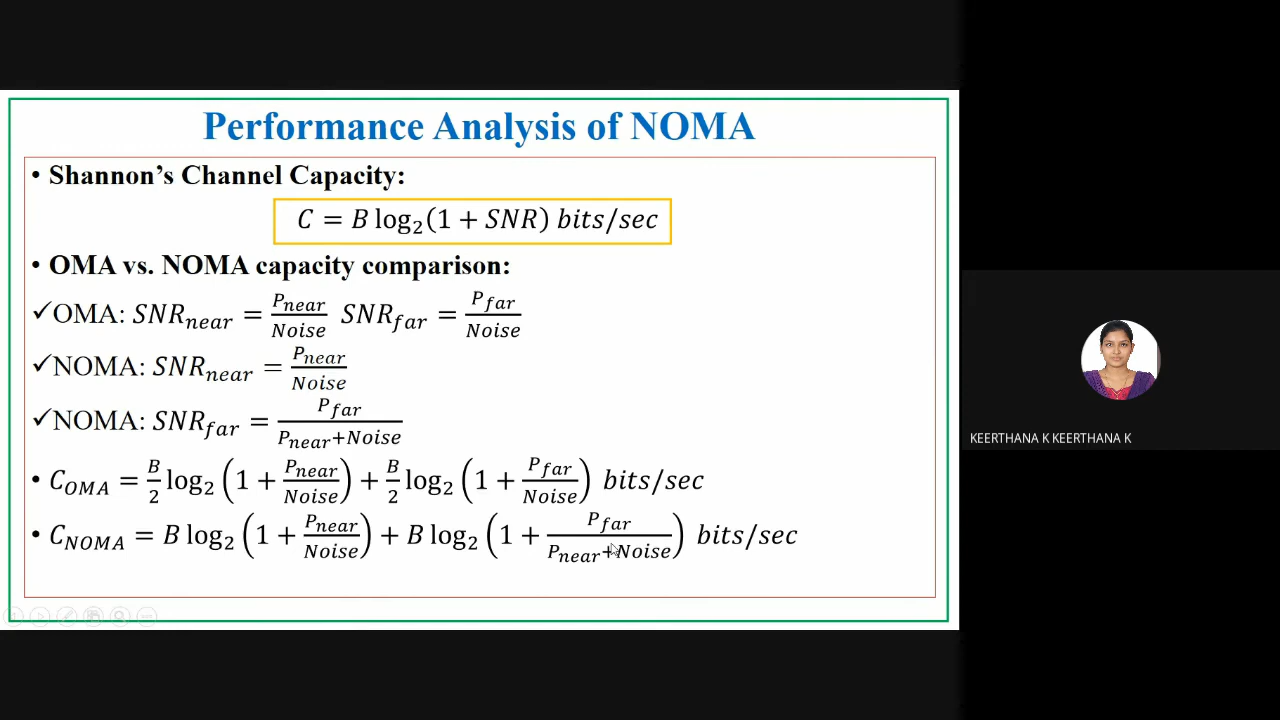 Performance Analysis of NOMA
• Shannon's Channel Capacity:
C = B log₂(1 + SNR) bits/sec
• OMA vs. NOMA capacity comparison:
✓OMA: SNR_near = P_near/Noise SNR_far = P_far/Noise
✓NOMA: SNR_near = P_near/Noise
✓NOMA: SNR_far = P_far/(P_near+Noise)
• C_OMA = B/2 log₂(1 + P_near/Noise) + B/2 log₂(1 + P_far/Noise) bits/sec
• C_NOMA = B log₂(1 + P_near/Noise) + B log₂(1 + P_far/(P_near+Noise)) bits/sec
KEERTHANA K KEERTHANA K